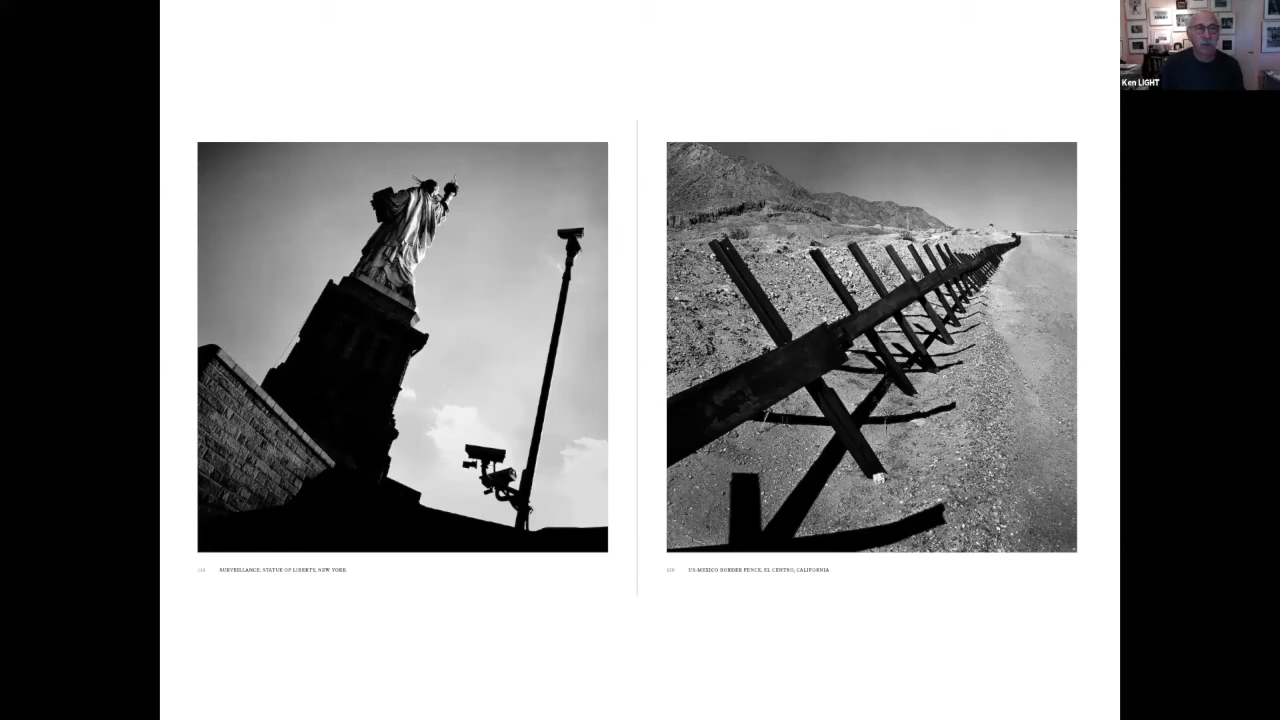 Ken LIGHT
SURVEILLANCE, STATUE OF LIBERTY, NEW YORK
US-MEXICO BORDER FENCE, EL CENTRO, CALIFORNIA